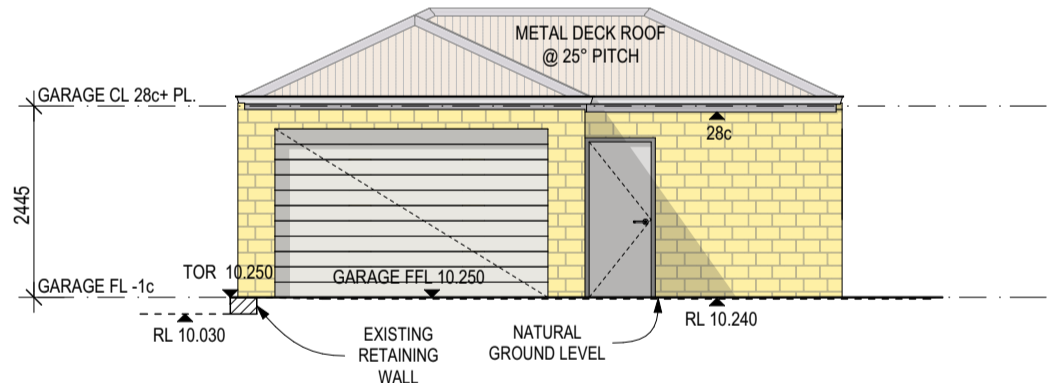 METAL DECK ROOF
@ 25° PITCH
GARAGE CL 28c+ PL.
28c
2445
TOR 10.250
GARAGE FFL 10.250
GARAGE FL -1c
RL 10.030
RL 10.240
EXISTING
RETAINING
WALL
NATURAL
GROUND LEVEL